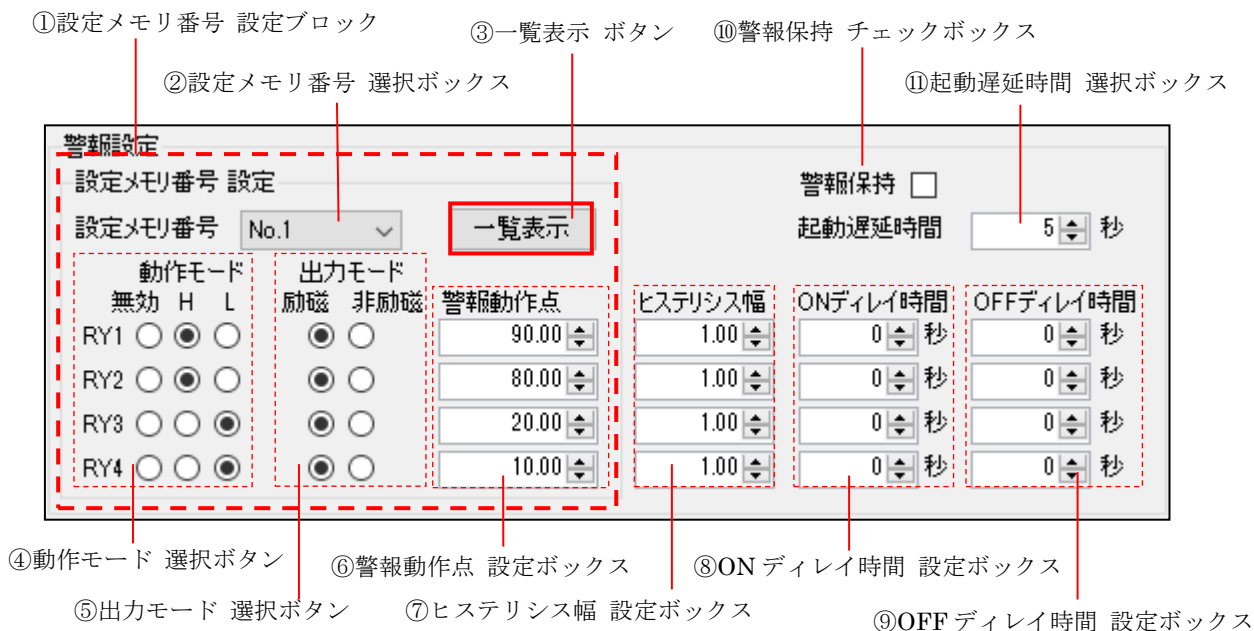 ①設定メモリ番号 設定ブロック
③一覧表示 ボタン
⑩警報保持 チェックボックス
②設定メモリ番号 選択ボックス
⑪起動遅延時間 選択ボックス
警報設定
設定メモリ番号 設定
警報保持
設定メモリ番号 No.1 一覧表示
起動遅延時間 5 秒
動作モード 出力モード
無効 H L 励磁 非励磁 警報動作点 ヒステリシス幅 ONディレイ時間 OFFディレイ時間
RY1 90.00 1.00 0 秒 0 秒
RY2 80.00 1.00 0 秒 0 秒
RY3 20.00 1.00 0 秒 0 秒
RY4 10.00 1.00 0 秒 0 秒
④動作モード 選択ボタン
⑥警報動作点 設定ボックス
⑧ON ディレイ時間 設定ボックス
⑤出力モード 選択ボタン
⑦ヒステリシス幅 設定ボックス
⑨OFF ディレイ時間 設定ボックス